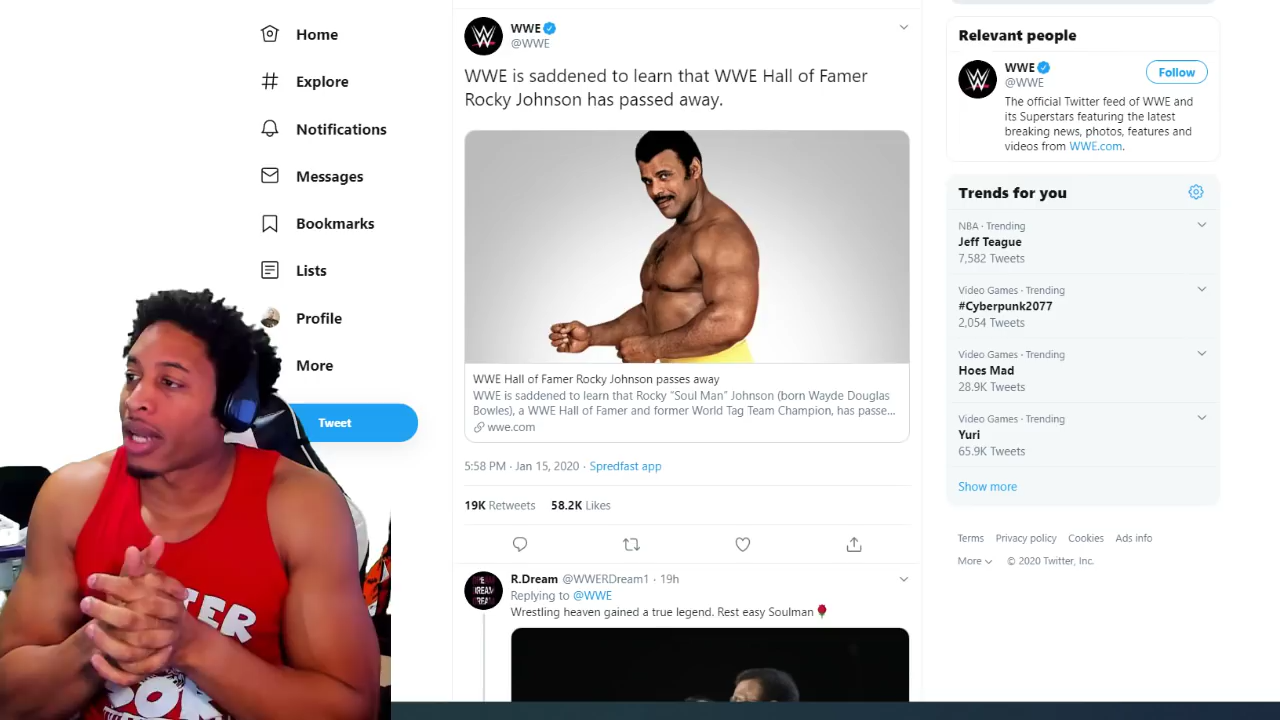 Home
Explore
Notifications
Messages
Bookmarks
Lists
Profile
More
Tweet
WWE
@WWE
WWE is saddened to learn that WWE Hall of Famer
Rocky Johnson has passed away.
WWE Hall of Famer Rocky Johnson passes away
WWE is saddened to learn that Rocky “Soul Man” Johnson (born Wayde Douglas
Bowles), a WWE Hall of Famer and former World Tag Team Champion, has passe...
wwe.com
5:58 PM · Jan 15, 2020 · Spredfast app
19K Retweets 58.2K Likes
R.Dream @WWERDream1 · 19h
Replying to @WWE
Wrestling heaven gained a true legend. Rest easy Soulman
Relevant people
WWE
@WWE
Follow
The official Twitter feed of WWE and
its Superstars featuring the latest
breaking news, photos, features and
videos from WWE.com.
Trends for you
NBA · Trending
Jeff Teague
7,582 Tweets
Video Games · Trending
#Cyberpunk2077
2,054 Tweets
Video Games · Trending
Hoes Mad
28.9K Tweets
Video Games · Trending
Yuri
65.9K Tweets
Show more
Terms Privacy policy Cookies Ads info
More © 2020 Twitter, Inc.